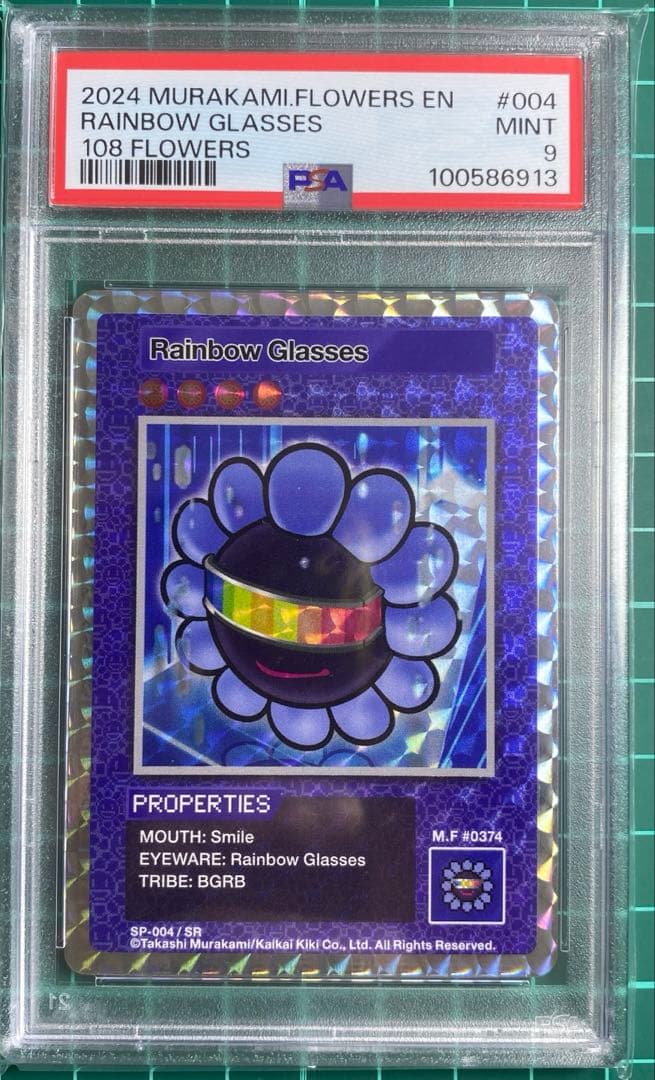 2024 MURAKAMI.FLOWERS EN #004
RAINBOW GLASSES MINT
108 FLOWERS 9
PSA 100586913
Rainbow Glasses
PROPERTIES
MOUTH: Smile
EYEWARE: Rainbow Glasses
TRIBE: BGRB
M.F #0374
SP-004 / SR
©Takashi Murakami/Kaikai Kiki Co., Ltd. All Rights Reserved.